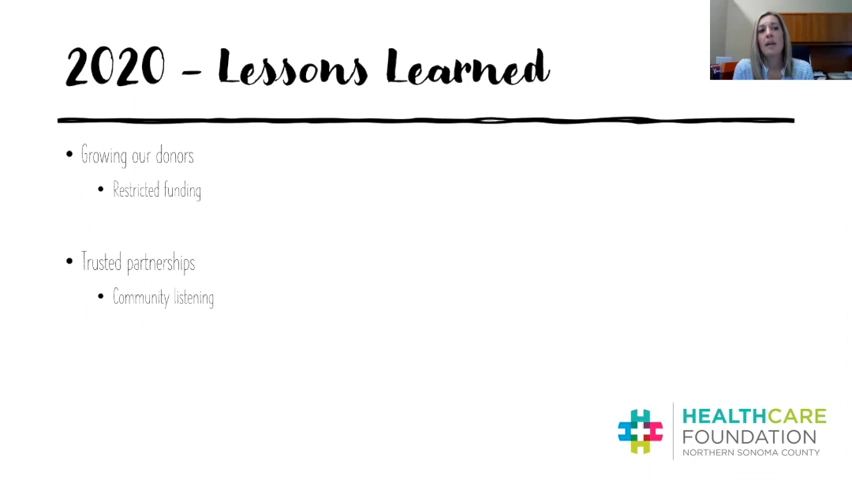 2020 - Lessons Learned
• Growing our donors
• Restricted funding
• Trusted partnerships
• Community listening
HEALTHCARE
FOUNDATION
NORTHERN SONOMA COUNTY